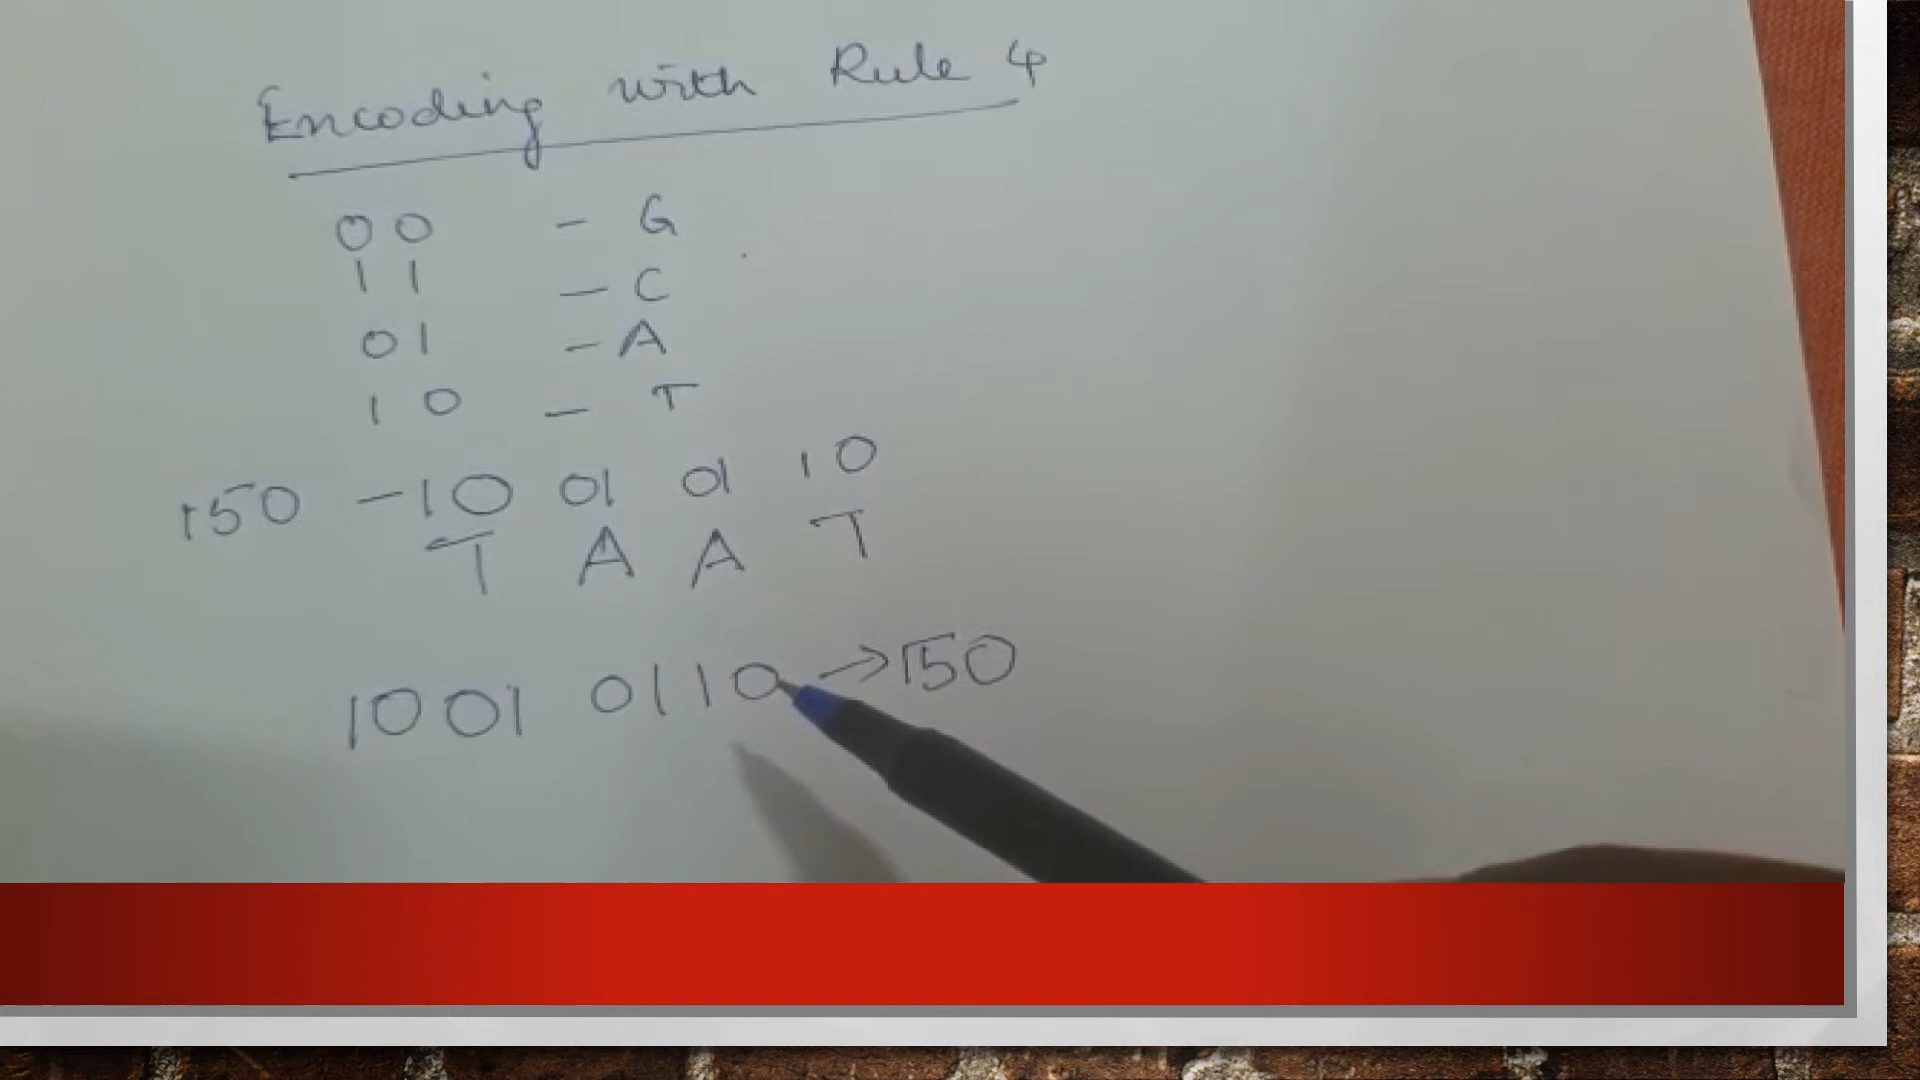 Encoding with Rule 4
00 - G
11 - C
01 - A
10 - T
150 - 10 01 01 10
T A A T
1001 0110 → 150